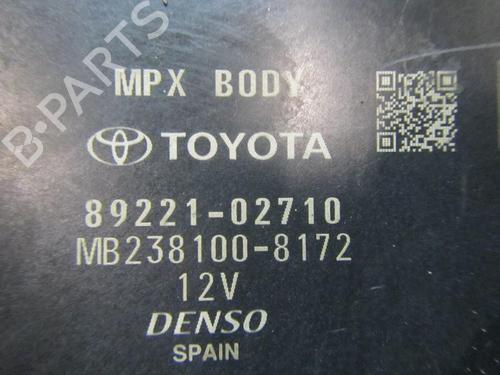 B-PARTS
MPX BODY
TOYOTA
89221-02710
MB238100-8172
12V
DENSO
SPAIN